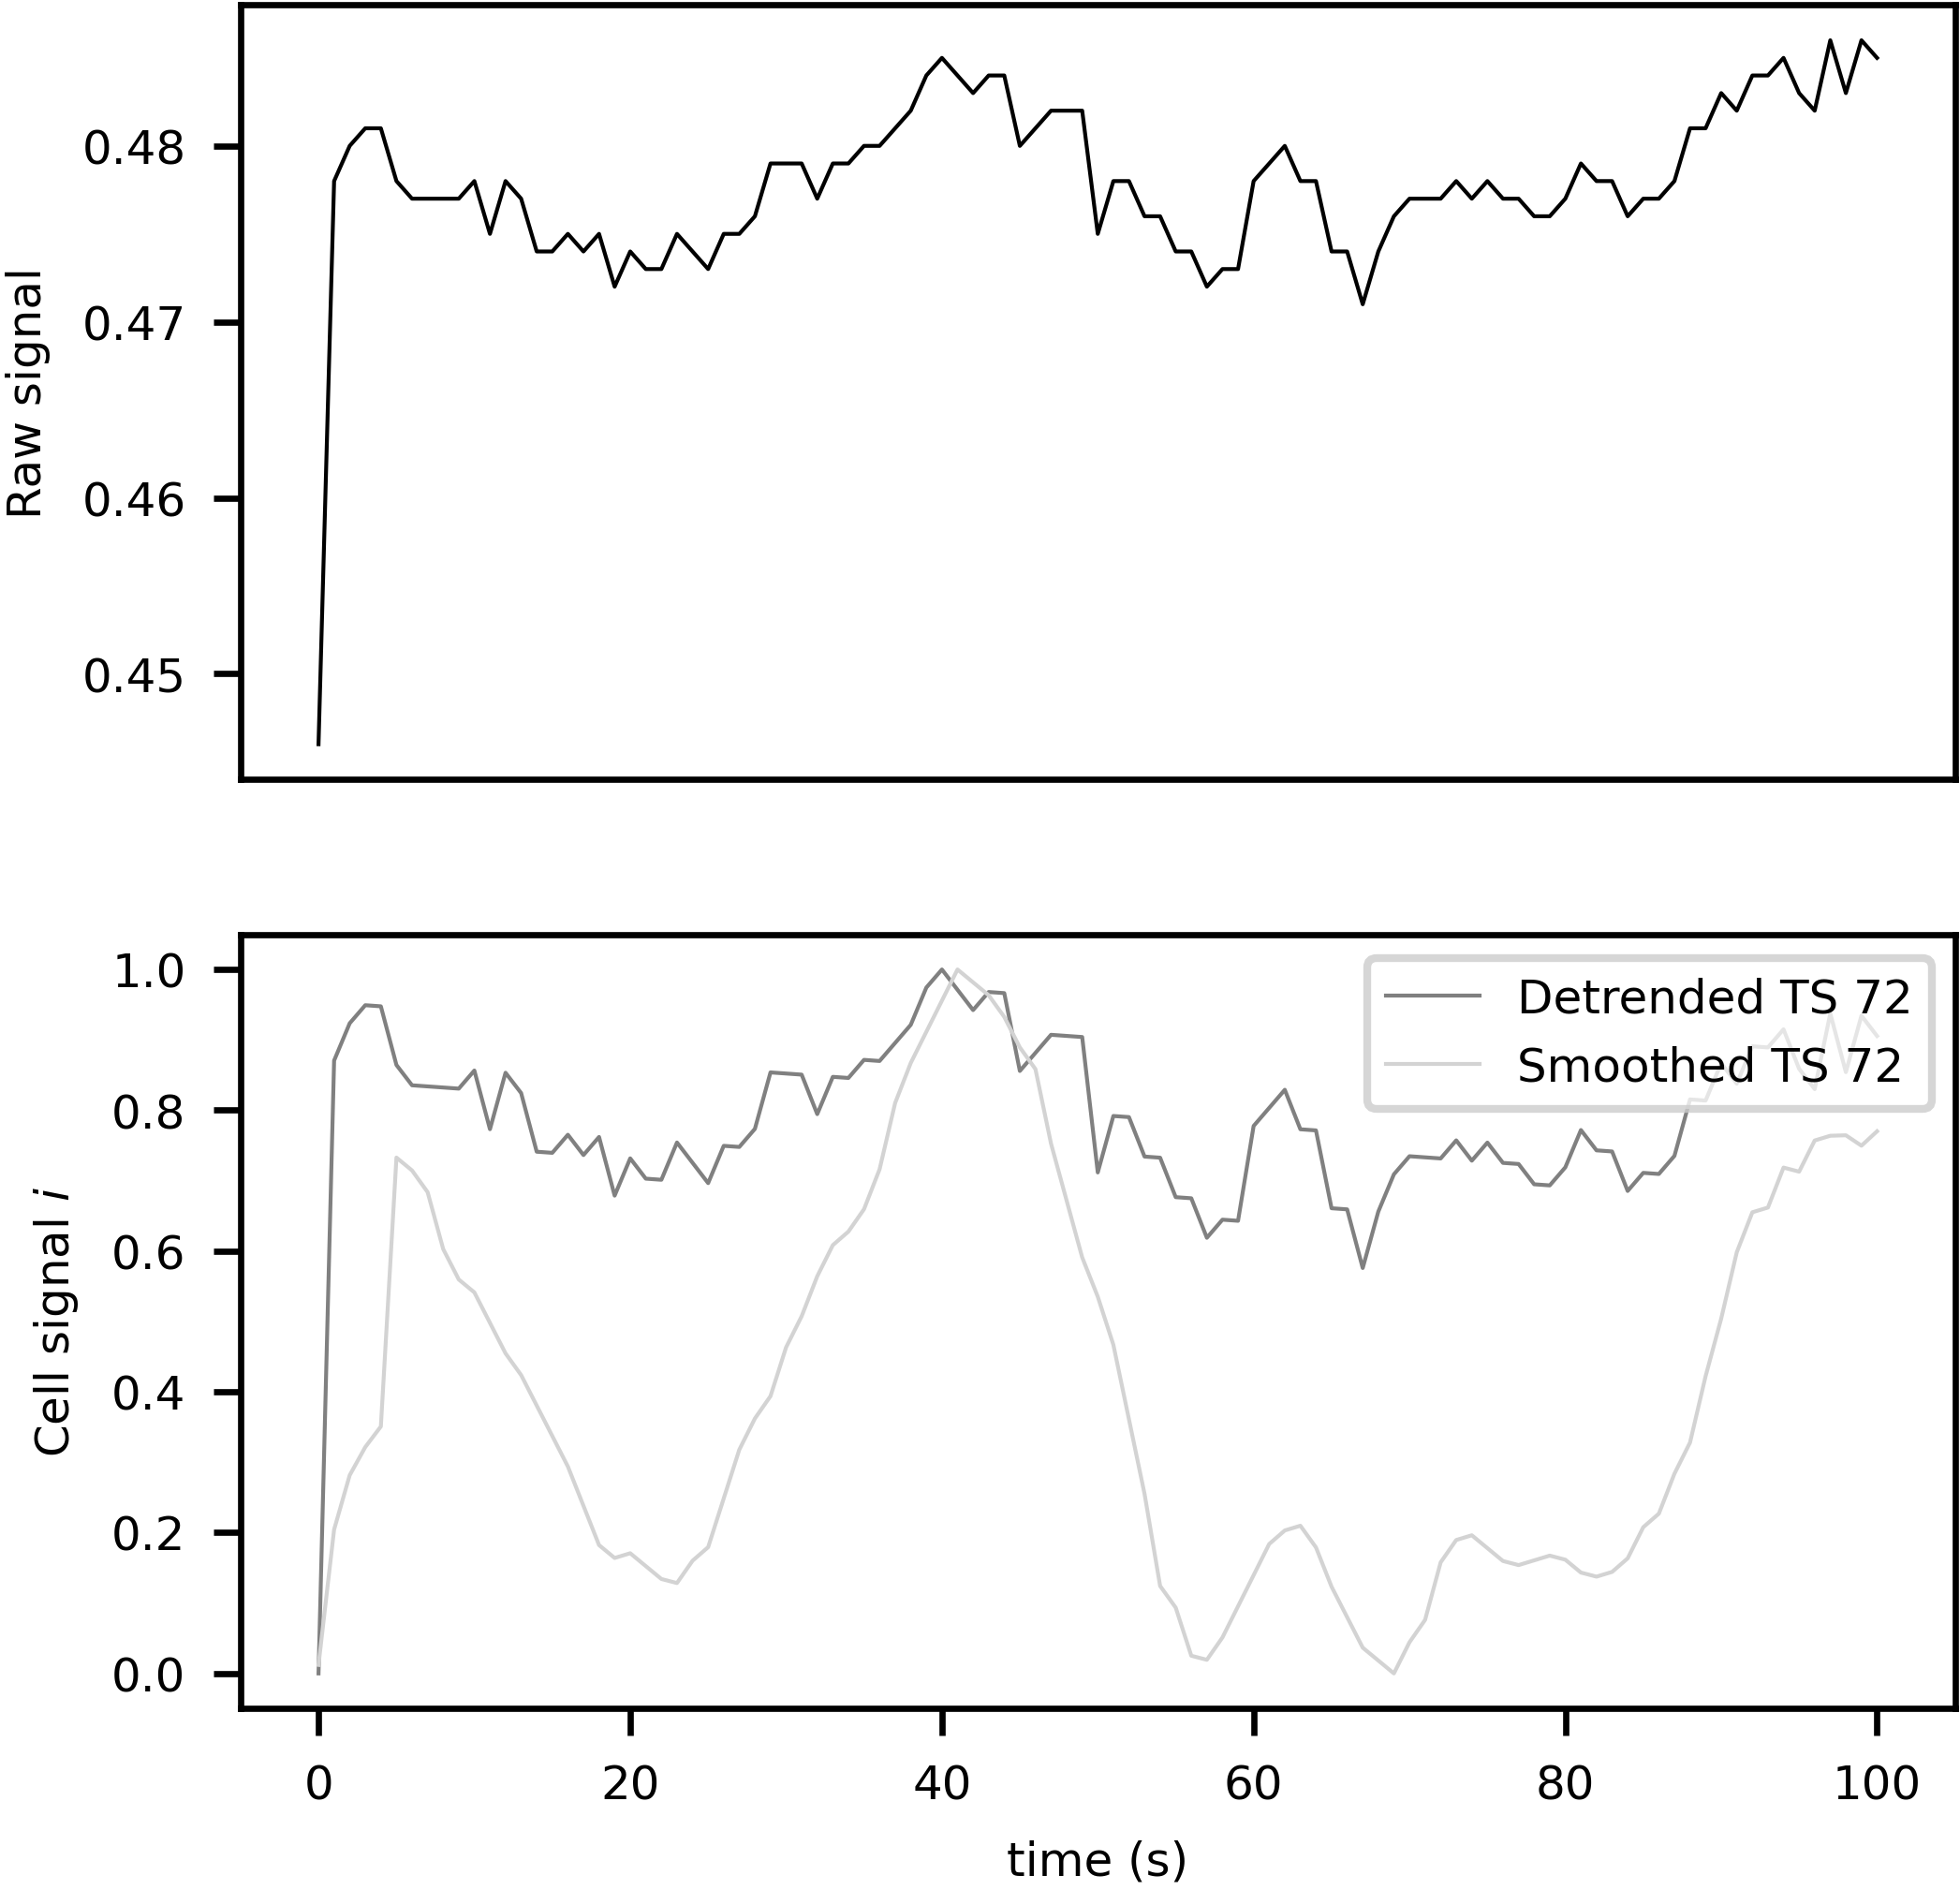 Raw signal
0.48
0.47
0.46
0.45
Cell signal i
1.0
0.8
0.6
0.4
0.2
0.0
Detrended TS 72
Smoothed TS 72
0 20 40 60 80 100
time (s)